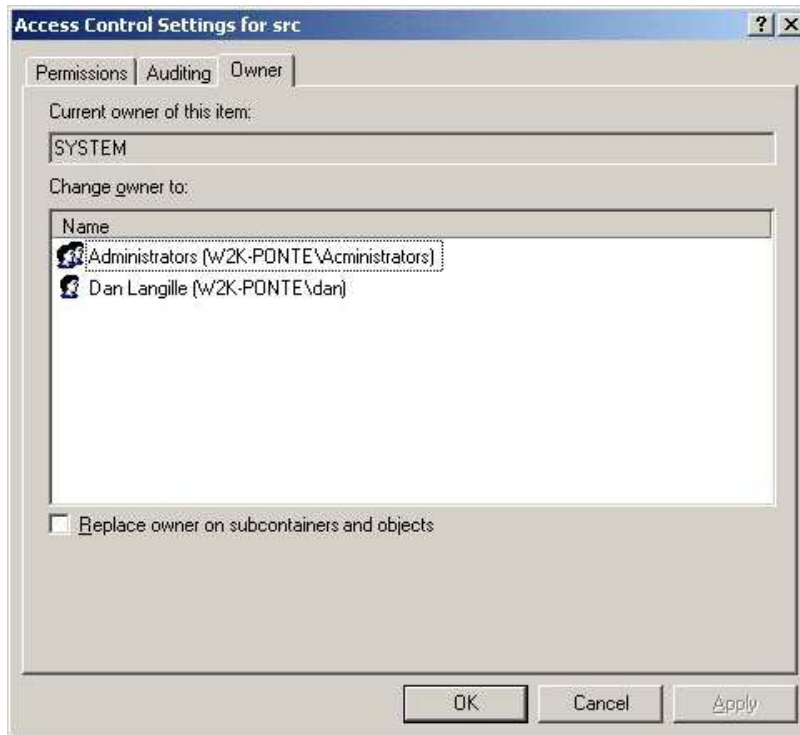 Access Control Settings for src
Permissions Auditing Owner
Current owner of this item:
SYSTEM
Change owner to:
Name
Administrators (W2K-PONTE\Acministrators)
Dan Langille (W2K-PONTE\dan)
Replace owner on subcontainers and objects
OK Cancel Apply